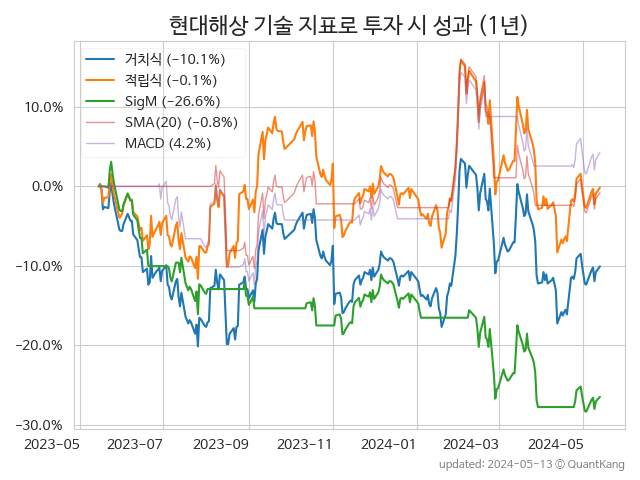 현대해상 기술 지표로 투자 시 성과 (1년)
거치식 (−10.1%)
적립식 (−0.1%)
SigM (−26.6%)
SMA(20) (−0.8%)
MACD (4.2%)
10.0%
0.0%
−10.0%
−20.0%
−30.0%
2023-05 2023-07 2023-09 2023-11 2024-01 2024-03 2024-05
updated: 2024-05-13 © QuantKang